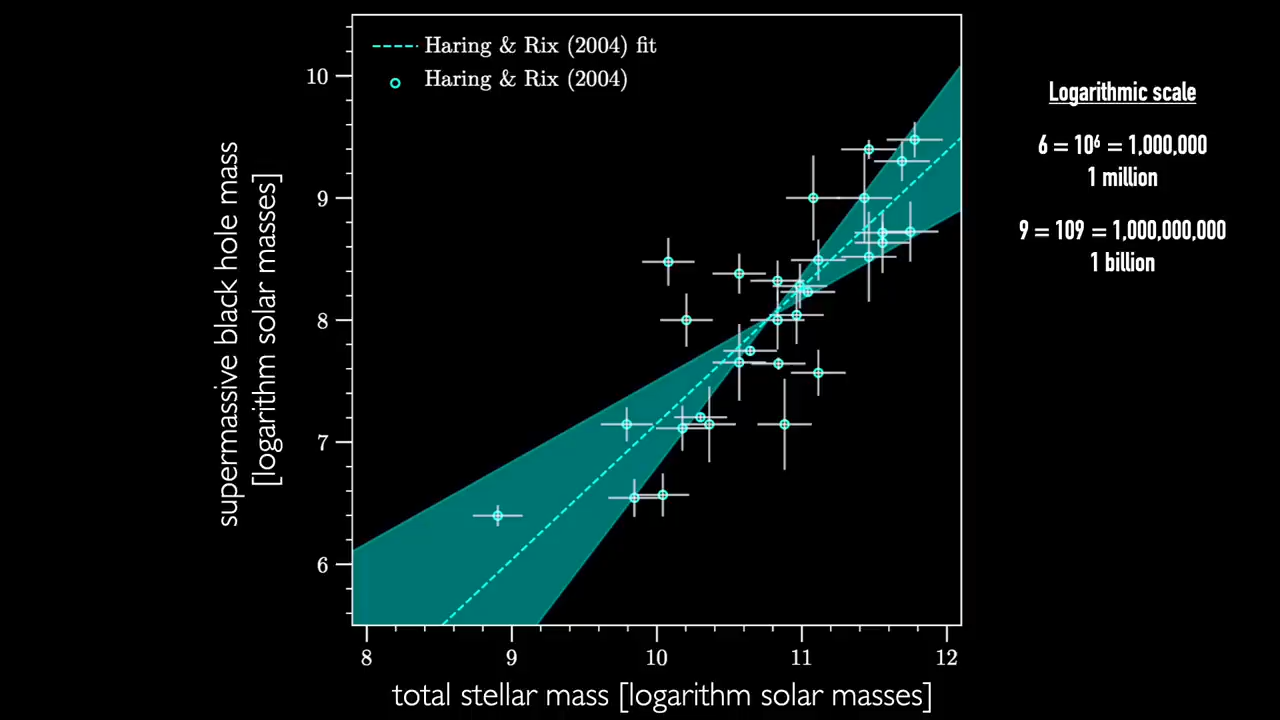 Haring & Rix (2004) fit
Haring & Rix (2004)
10
9
8
7
6
supermassive black hole mass
[logarithm solar masses]
8
9
10
11
12
total stellar mass [logarithm solar masses]
Logarithmic scale
6 = 10⁶ = 1,000,000
1 million
9 = 109 = 1,000,000,000
1 billion